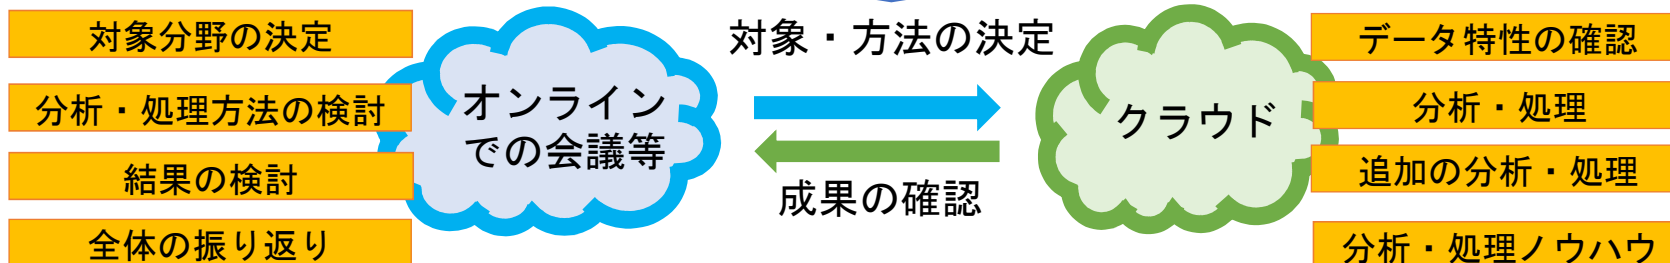 対象分野の決定
分析・処理方法の検討
結果の検討
全体の振り返り
オンライン
での会議等
対象・方法の決定
成果の確認
クラウド
データ特性の確認
分析・処理
追加の分析・処理
分析・処理ノウハウ